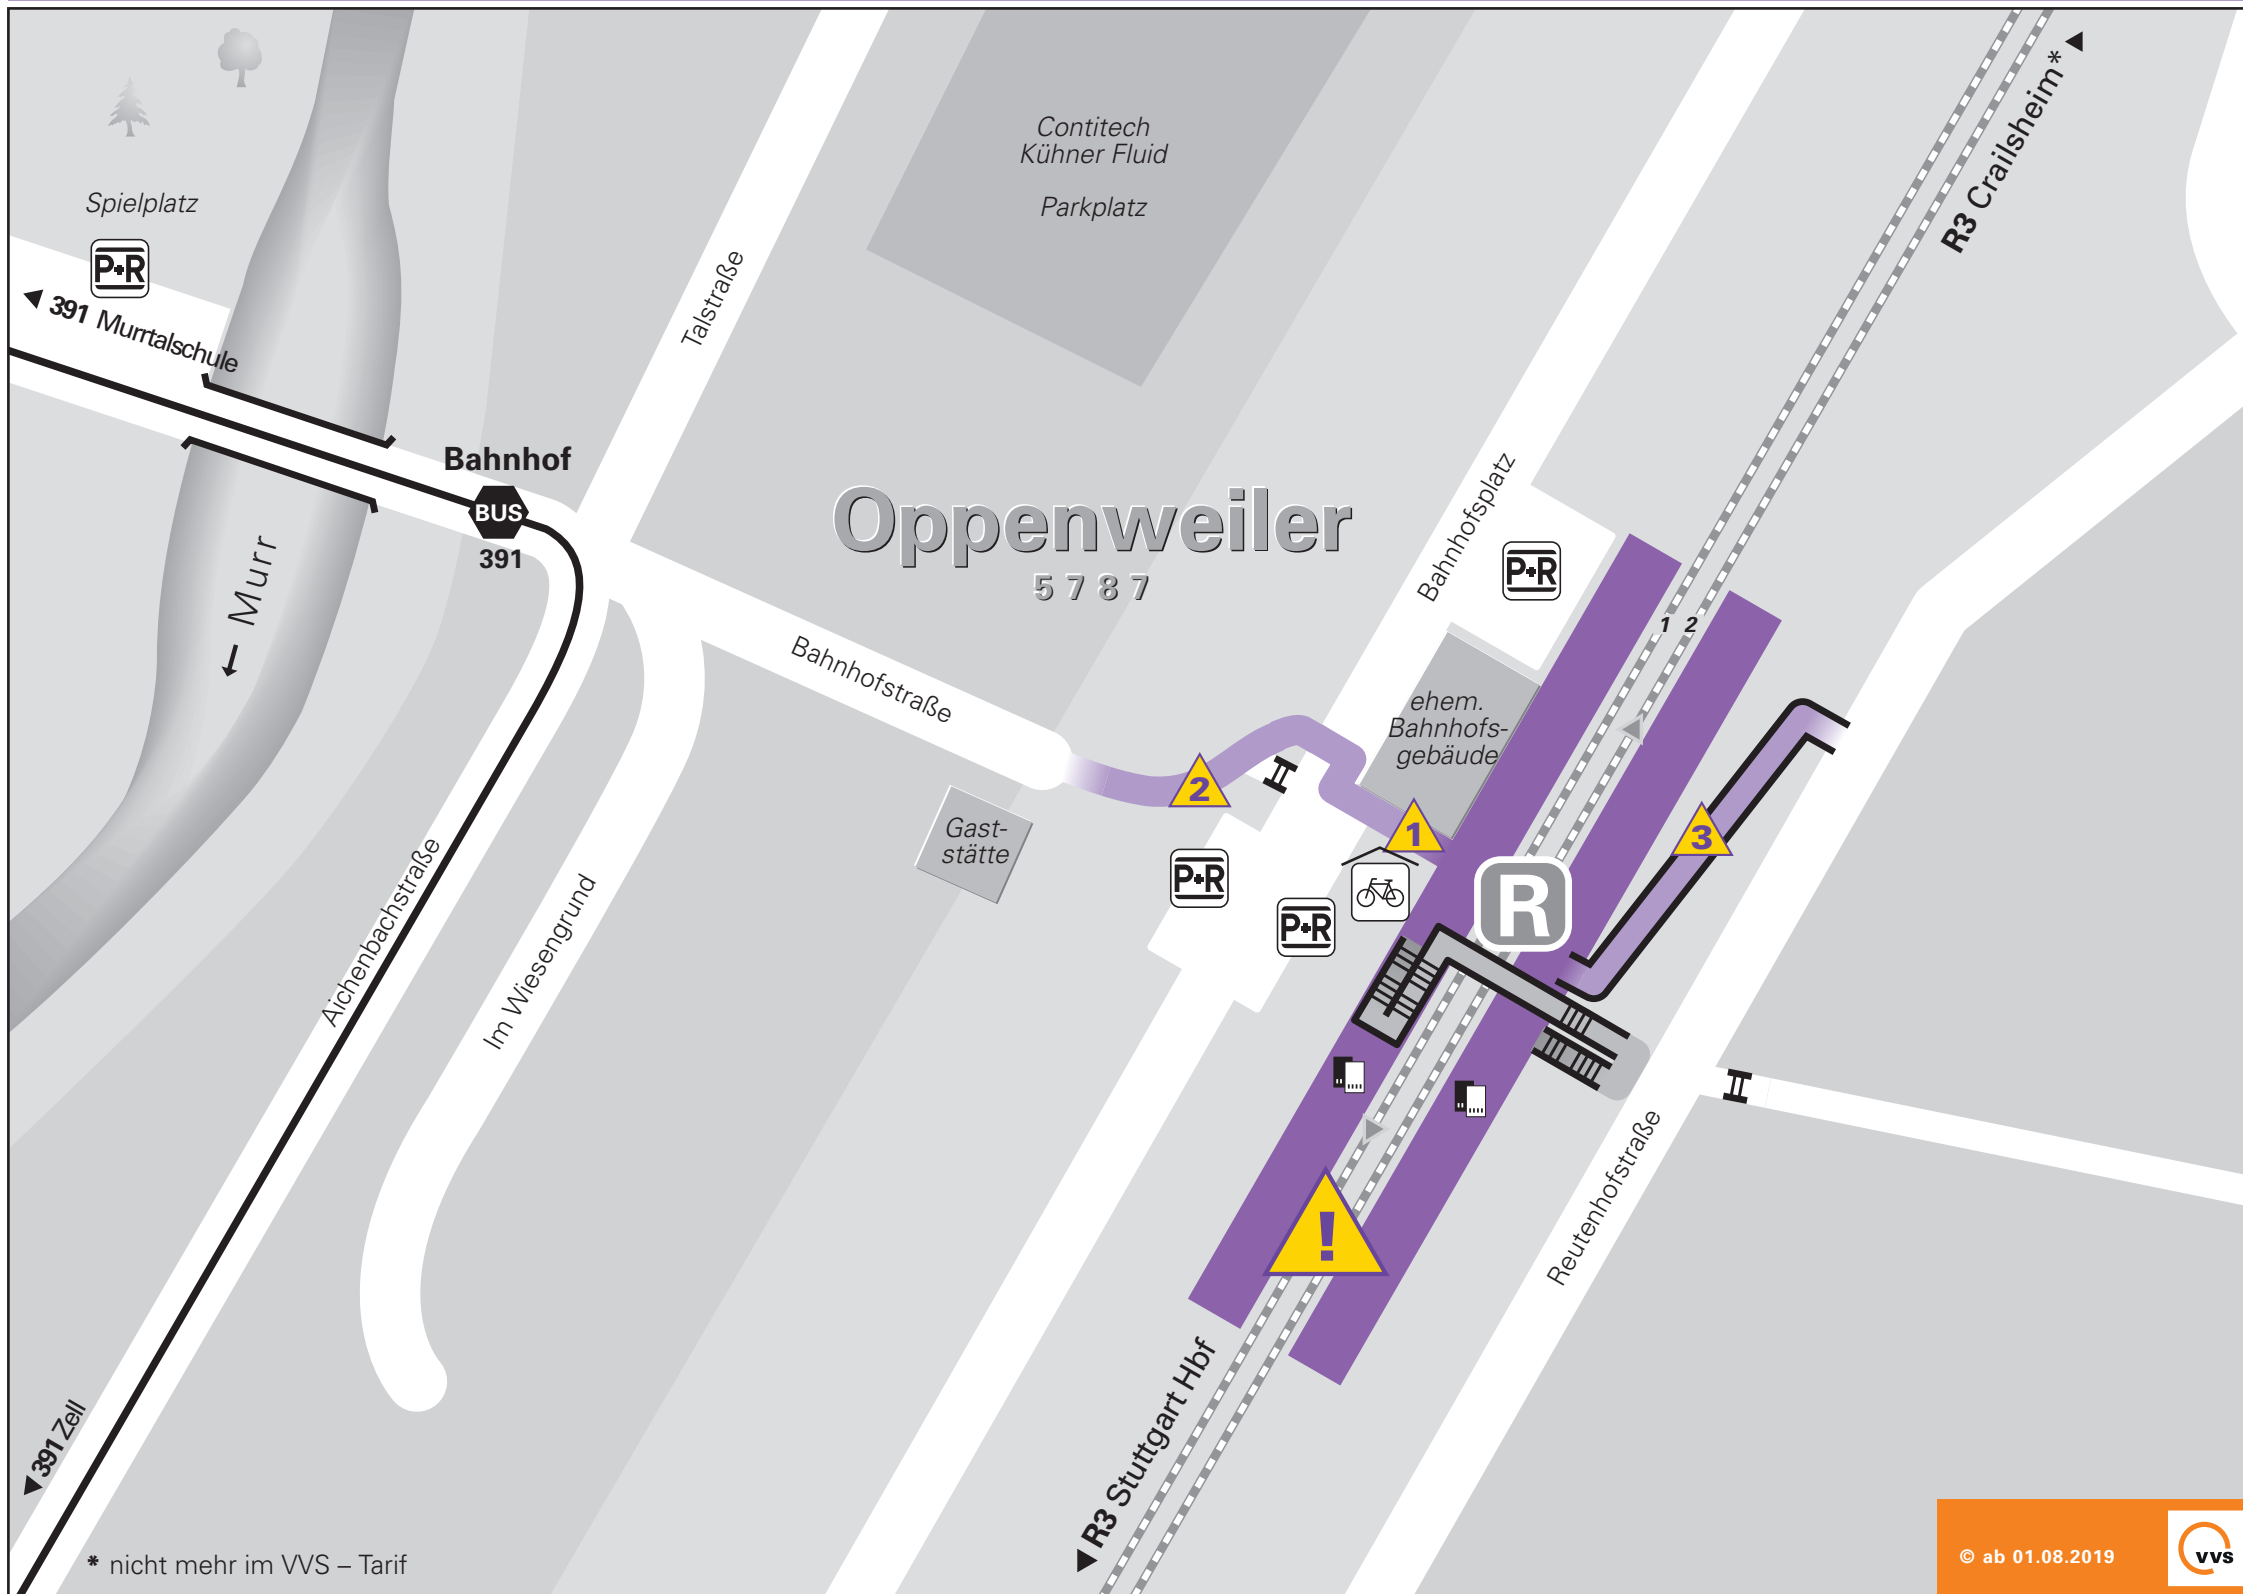 Contitech
Kühner Fluid
Parkplatz
R3 Crailsheim*
Spielplatz
P+R
391 Murrtalschule
Talstraße
Bahnhof
BUS
391
Murr
Oppenweiler
5787
Bahnhofsplatz
P+R
1 2
Bahnhofstraße
ehem.
Bahnhofs-
gebäude
2
1
3
Gast-
stätte
P+R
P+R
R
Aichenbachstraße
Im Wiesengrund
Reutenhofstraße
!
391 Zell
R3 Stuttgart Hbf
* nicht mehr im VVS – Tarif
© ab 01.08.2019
VVS